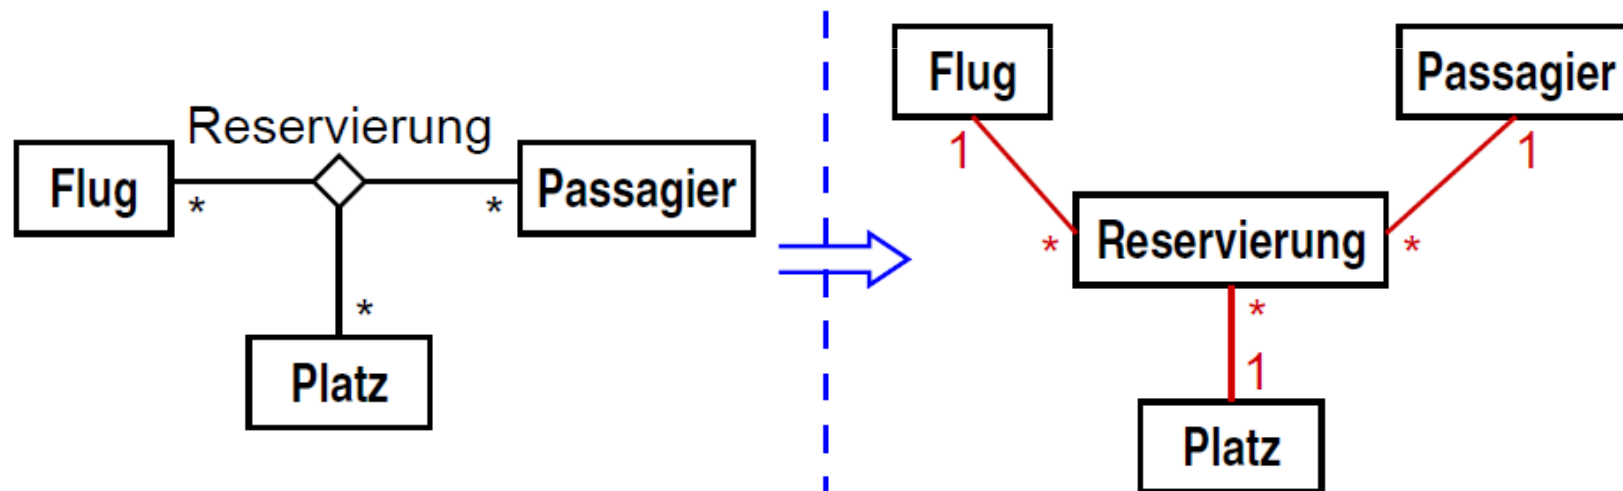 Reservierung
Flug
*
*
Passagier
*
Platz
Flug
Passagier
1
1
*
Reservierung
*
*
1
Platz